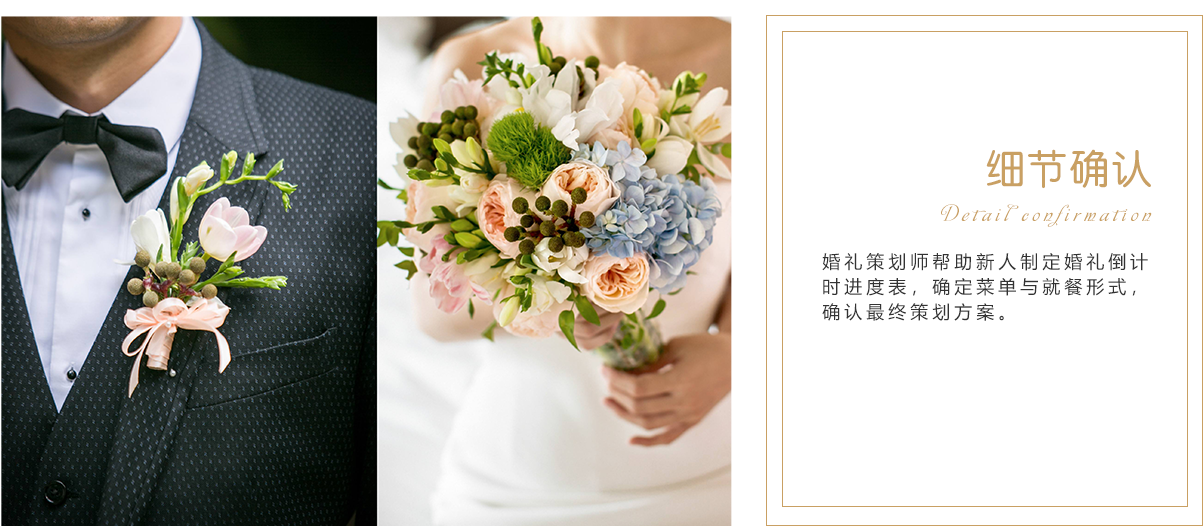 细节确认
Detail confirmation
婚礼策划师帮助新人制定婚礼倒计
时进度表，确定菜单与就餐形式，
确认最终策划方案。